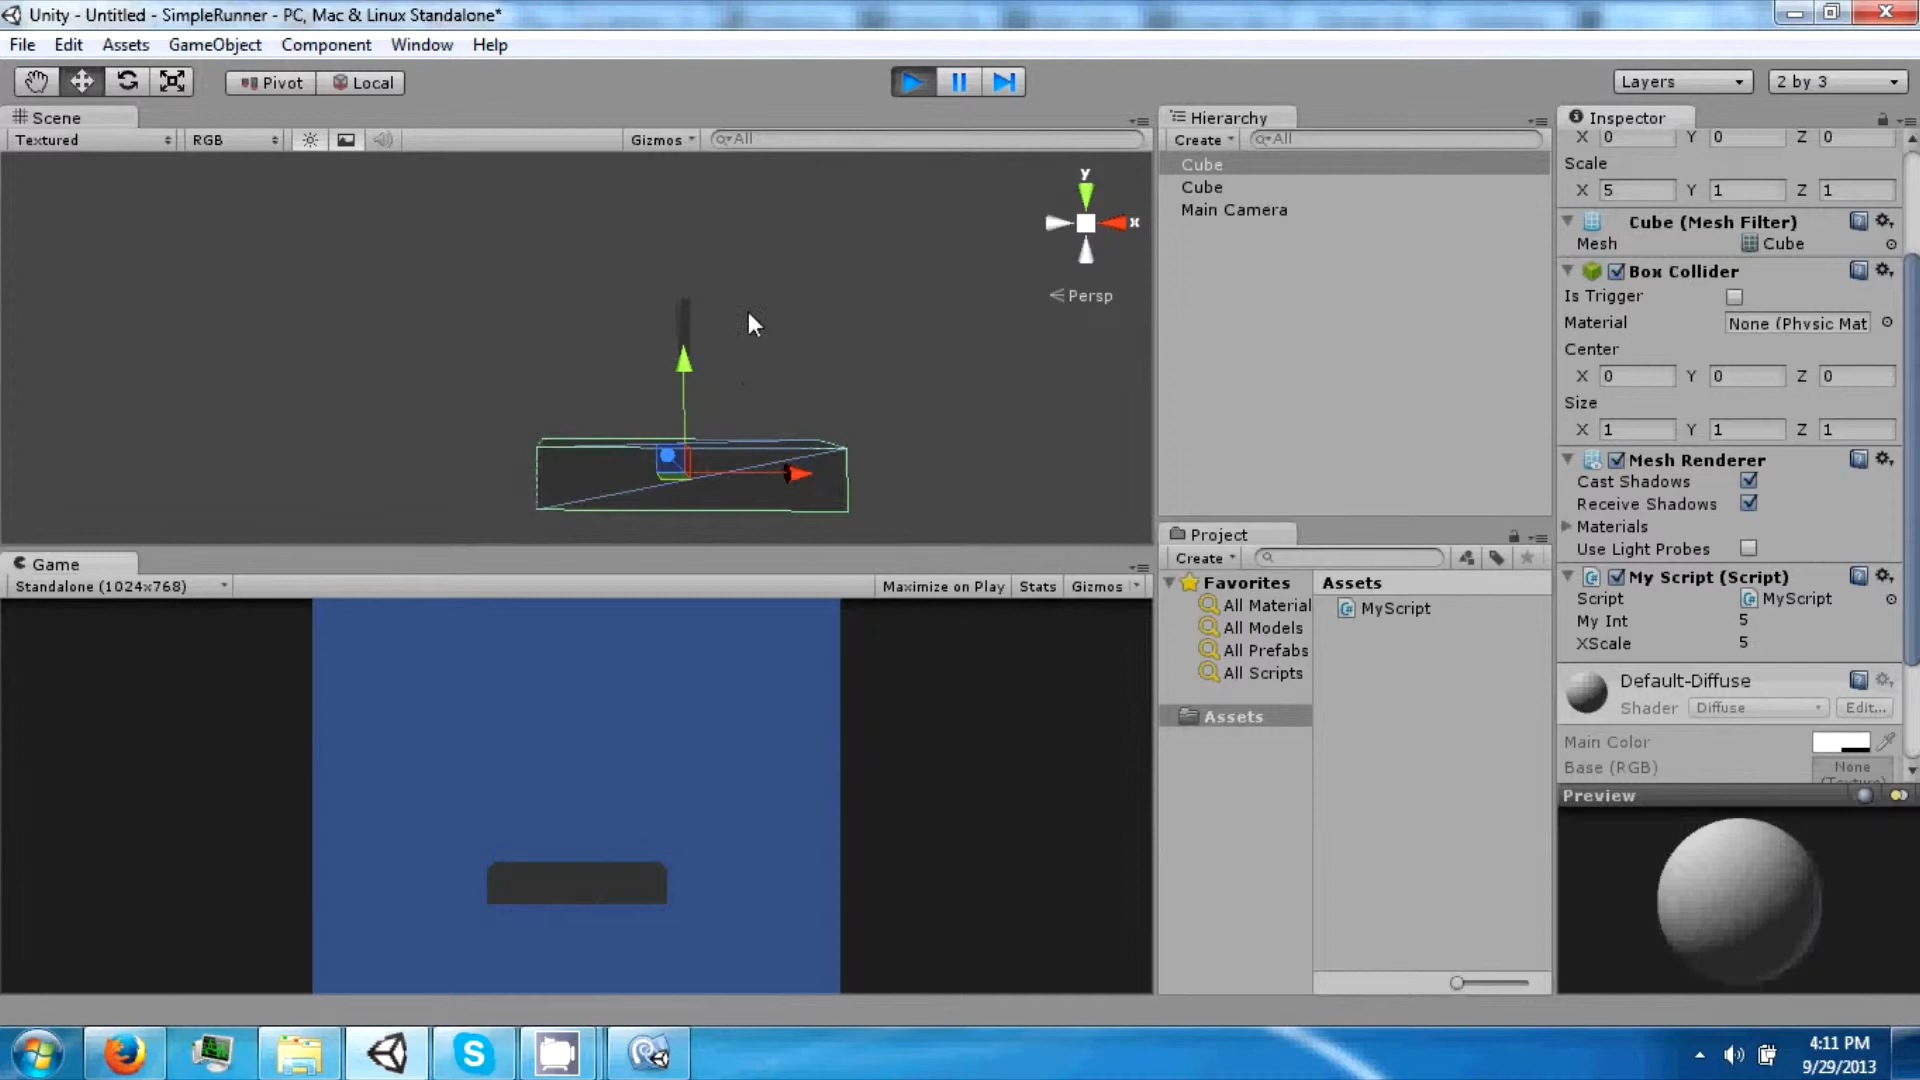 Unity - Untitled - SimpleRunner - PC, Mac & Linux Standalone*
File Edit Assets GameObject Component Window Help
Pivot Local
Layers 2 by 3
Scene
Textured RGB Gizmos All
y
x
Persp
Game
Standalone (1024x768) Maximize on Play Stats Gizmos
Hierarchy
Create All
Cube
Cube
Main Camera
Project
Create
Favorites
All Material
All Models
All Prefabs
All Scripts
Assets
Assets
MyScript
Inspector
X 0 Y 0 Z 0
Scale
X 5 Y 1 Z 1
Cube (Mesh Filter)
Mesh Cube
Box Collider
Is Trigger
Material None (Physic Mat
Center
X 0 Y 0 Z 0
Size
X 1 Y 1 Z 1
Mesh Renderer
Cast Shadows
Receive Shadows
Materials
Use Light Probes
My Script (Script)
Script MyScript
My Int 5
XScale 5
Default-Diffuse
Shader Diffuse Edit...
Main Color
Base (RGB) None
(Texture)
Preview
4:11 PM
9/29/2013